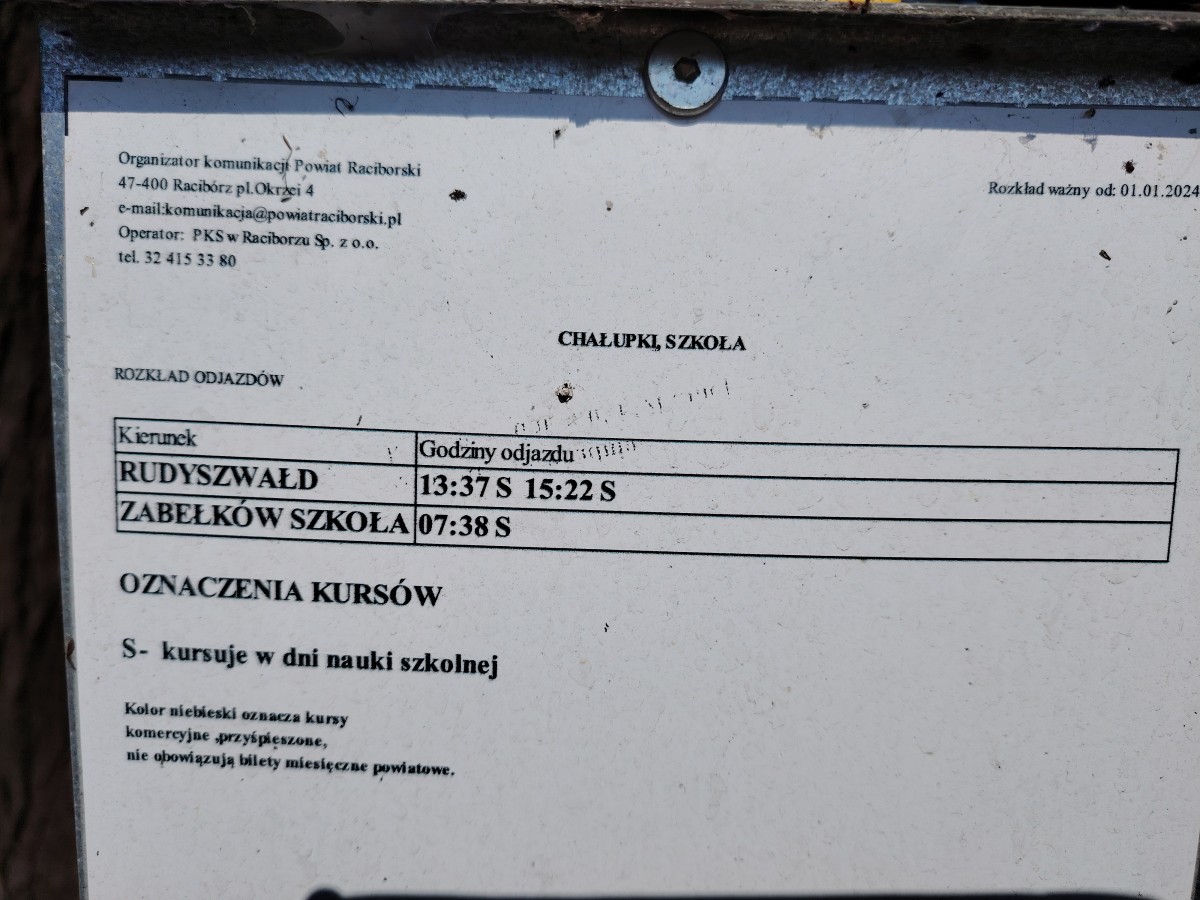 Organizator komunikacji Powiat Raciborski
47-400 Racibórz pl.Okrzei 4
e-mail:komunikacja@powiatraciborski.pl
Operator: PKS w Raciborzu Sp. z o.o.
tel. 32 415 33 80
Rozkład ważny od: 01.01.2024
CHAŁUPKI, SZKOŁA
ROZKŁAD ODJAZDÓW
Kierunek Godziny odjazdu
RUDYSZWAŁD 13:37 S 15:22 S
ZABEŁKÓW SZKOŁA 07:38 S
OZNACZENIA KURSÓW
S- kursuje w dni nauki szkolnej
Kolor niebieski oznacza kursy
komercyjne ,przyśpieszone,
nie obowiązują bilety miesięczne powiatowe.